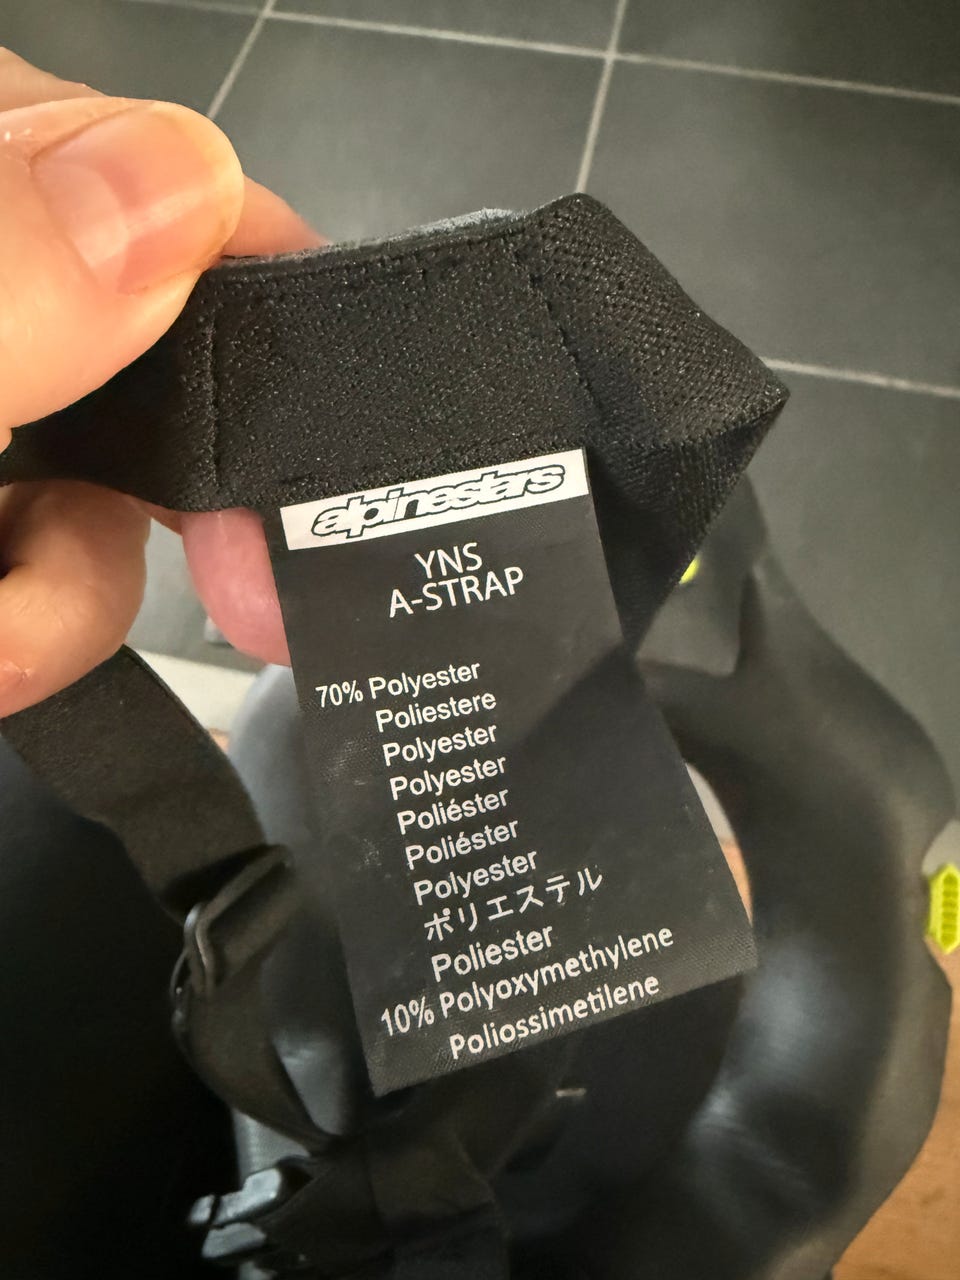 alpinestars
YNS
A-STRAP
70% Polyester
Poliestere
Polyester
Polyester
Poliéster
Poliéster
Polyester
ポリエステル
Poliester
10% Polyoxymethylene
Poliossimetilene